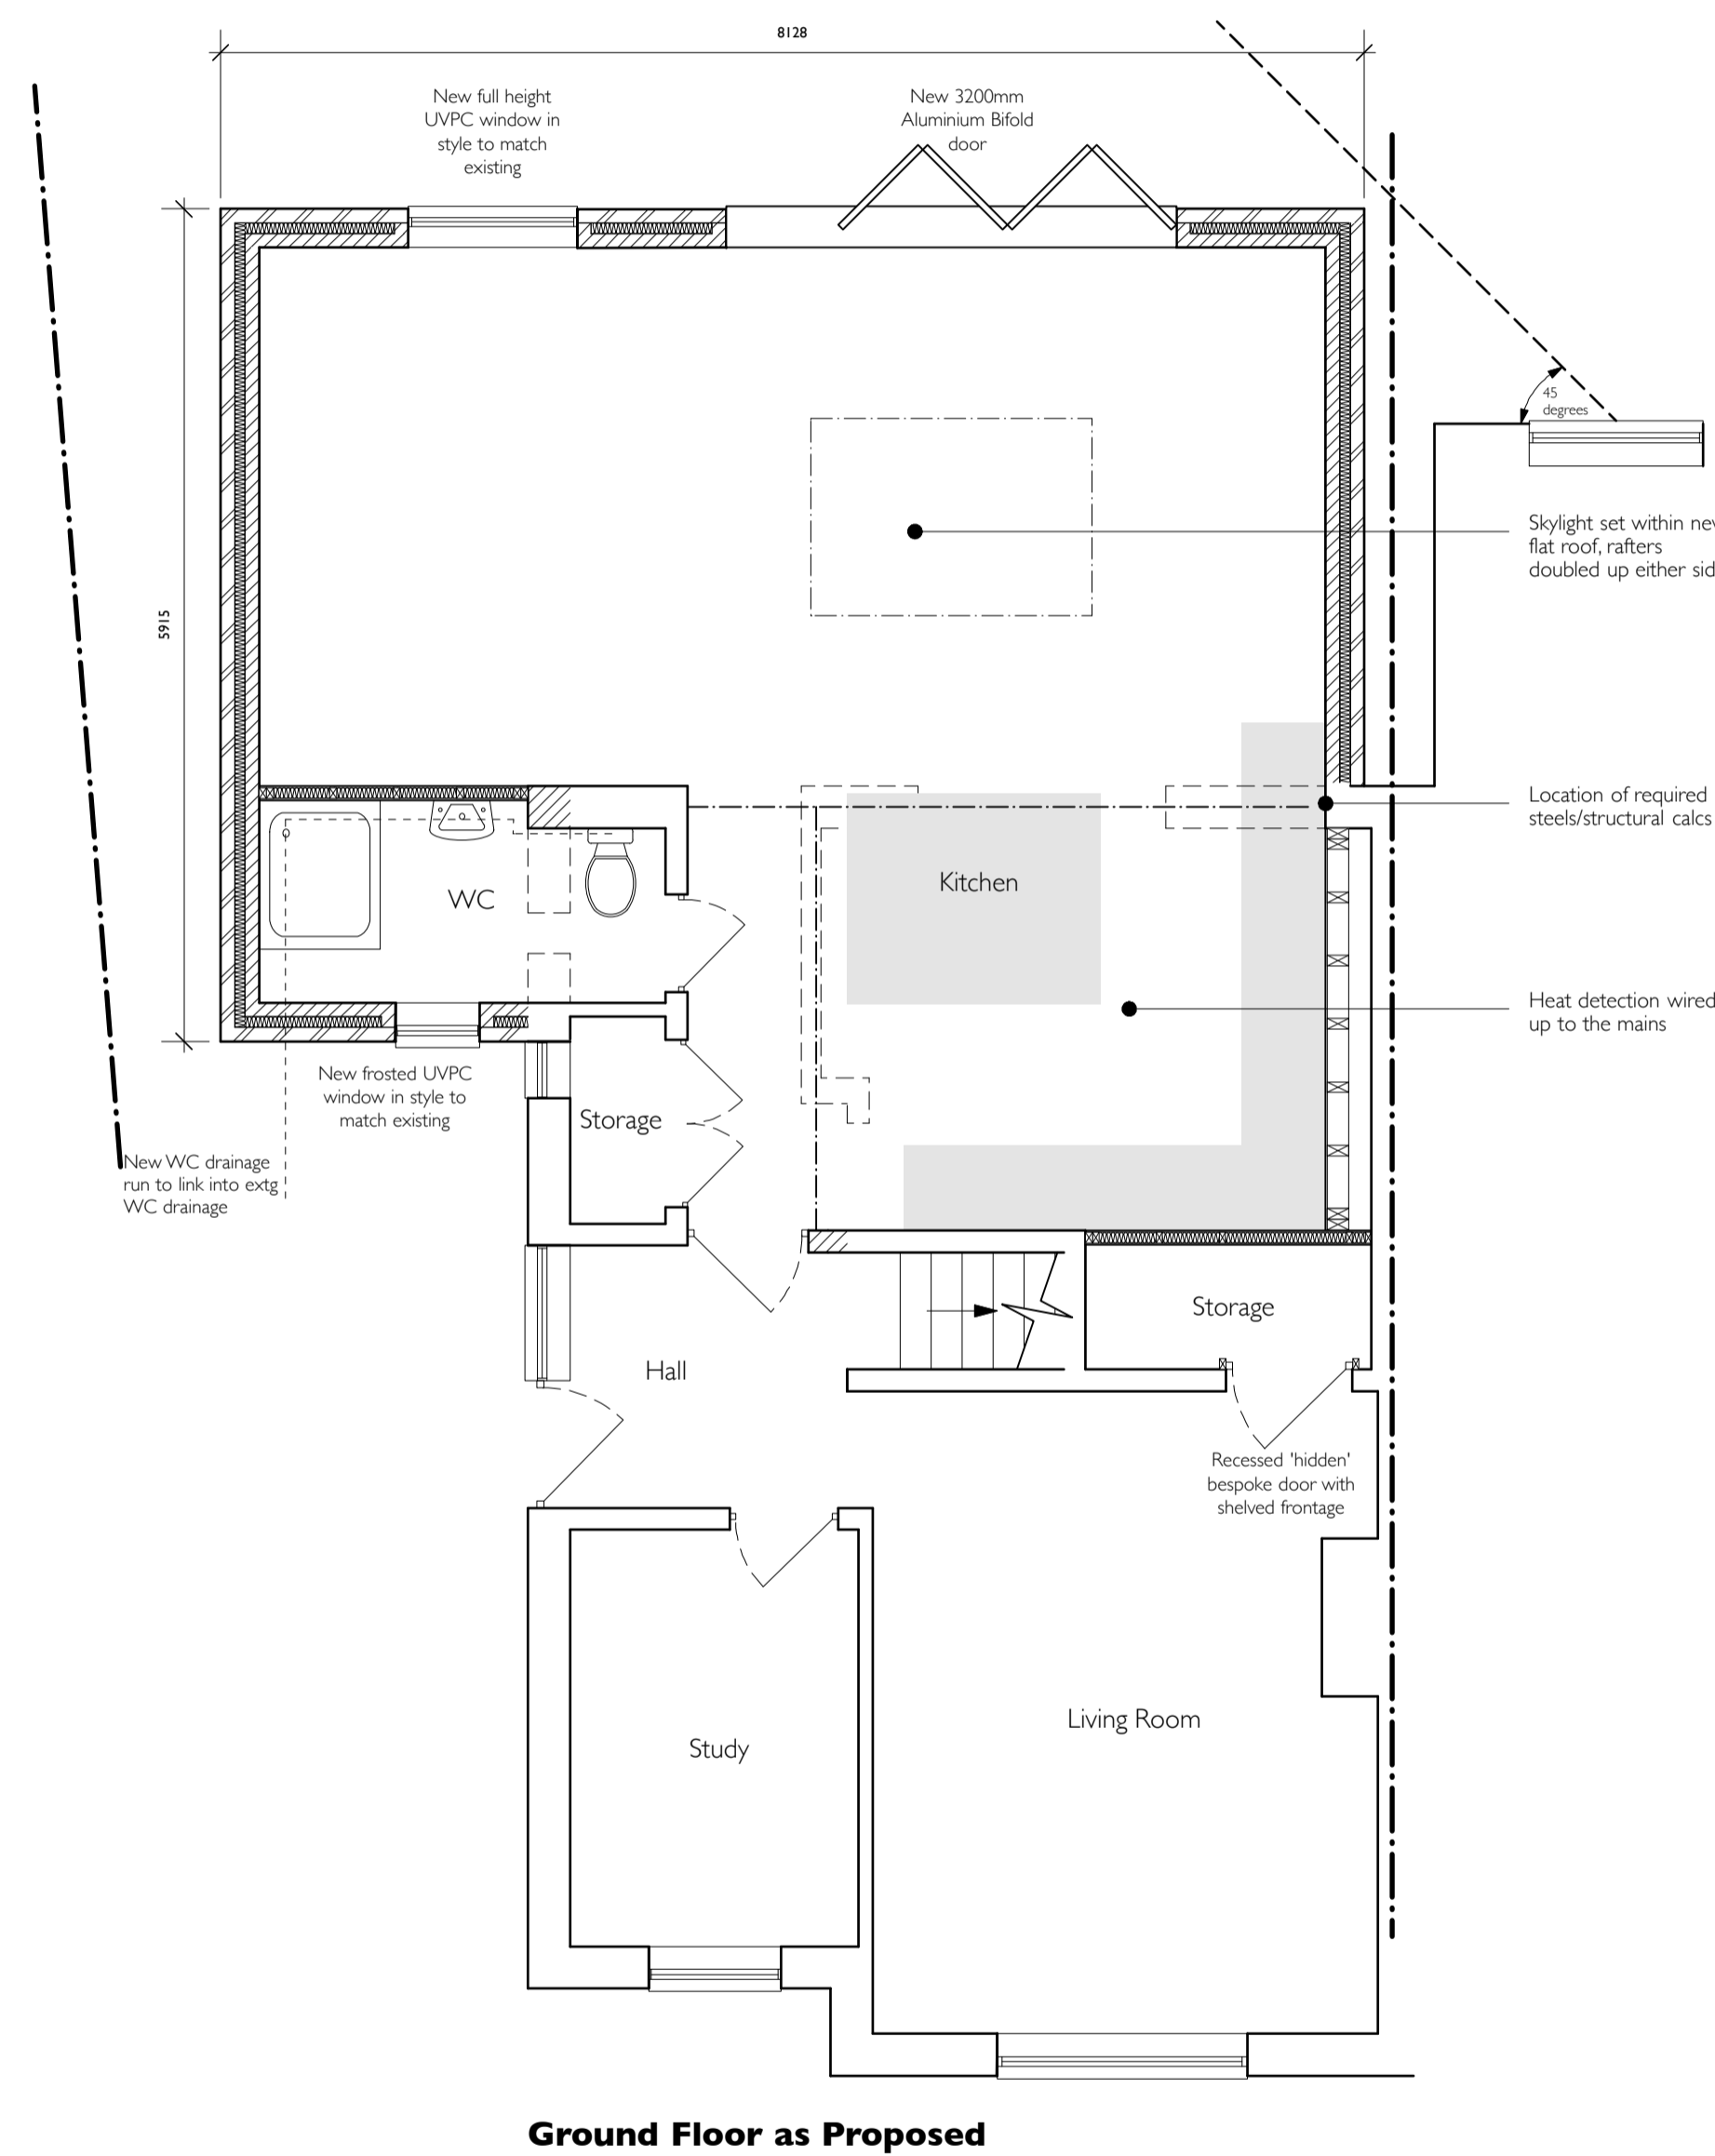 8128
New full height
UVPC window in
style to match
existing
New 3200mm
Aluminium Bifold
door
45
degrees
5915
Skylight set within
flat roof, rafters
doubled up either
Location of required
steels/structural calcs
Kitchen
WC
Heat detection wired
up to the mains
New frosted UVPC
window in style to
match existing
Storage
New WC drainage
run to link into extg
WC drainage
Storage
Hall
Recessed 'hidden'
bespoke door with
shelved frontage
Living Room
Study
Ground Floor as Proposed